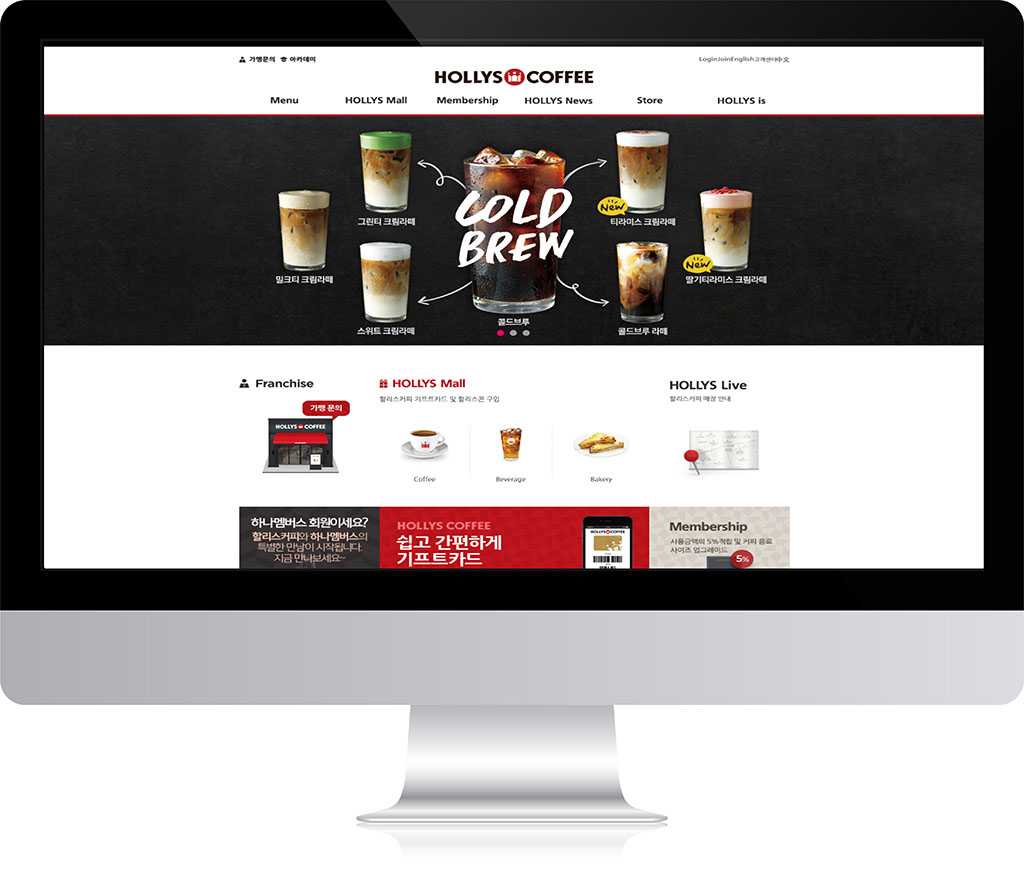 가맹문의 아카데미
LoginJoinEnglish고객센터中文
HOLLYS COFFEE
Menu HOLLYS Mall Membership HOLLYS News Store HOLLYS is
그린티 크림라떼
밀크티 크림라떼
스위트 크림라떼
COLD
BREW
콜드브루
New
티라미스 크림라떼
New
딸기티라미스 크림라떼
콜드브루 라떼
Franchise
가맹 문의
HOLLYS COFFEE
HOLLYS Mall
할리스커피 기프트카드 및 할리스콘 구입
Coffee
Beverage
Bakery
HOLLYS Live
할리스커피 매장 안내
하나멤버스 회원이세요?
할리스커피와 하나멤버스의
특별한 만남이 시작됩니다.
지금 만나보세요~
HOLLYS COFFEE
쉽고 간편하게
기프트카드
HOLLYS COFFEE
Membership
사용금액의 5%적립 및 커피 음료
사이즈 업그레이드
5%